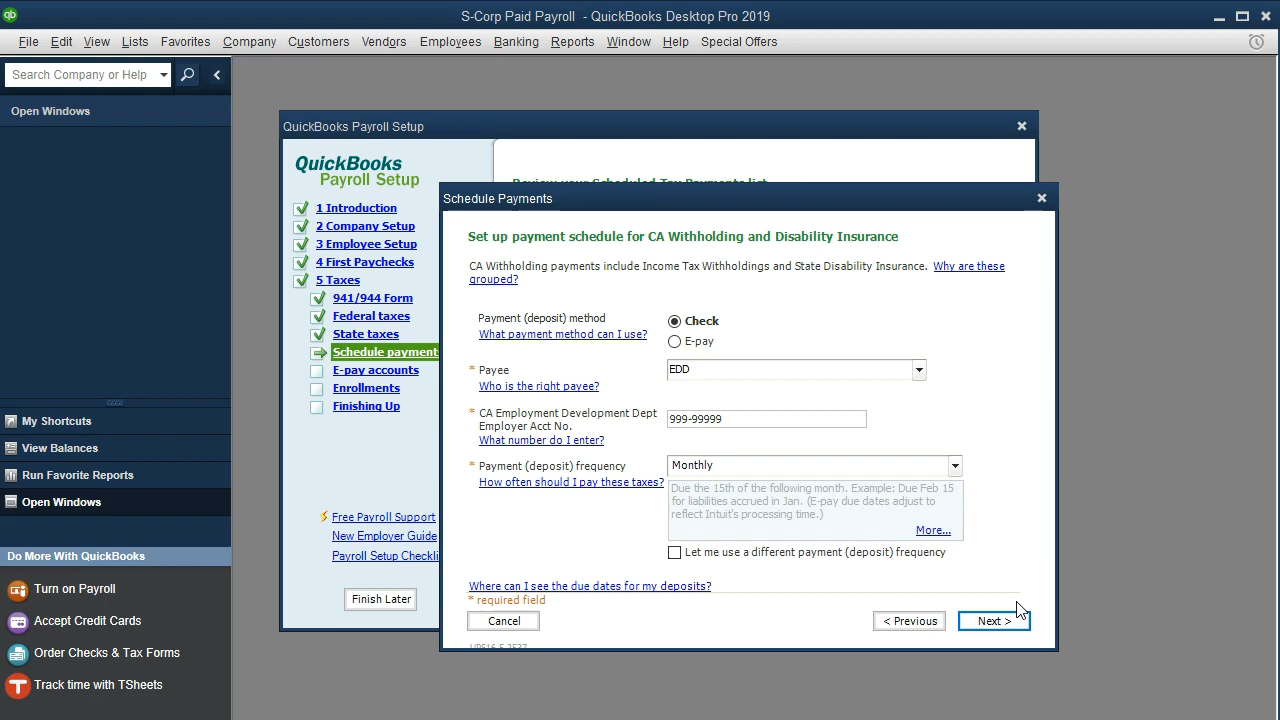 S-Corp Paid Payroll - QuickBooks Desktop Pro 2019
File Edit View Lists Favorites Company Customers Vendors Employees Banking Reports Window Help Special Offers
Search Company or Help
Open Windows
My Shortcuts
View Balances
Run Favorite Reports
Open Windows
Do More With QuickBooks
Turn on Payroll
Accept Credit Cards
Order Checks & Tax Forms
Track time with TSheets
QuickBooks Payroll Setup
QuickBooks
Payroll Setup
1 Introduction
2 Company Setup
3 Employee Setup
4 First Paychecks
5 Taxes
941/944 Form
Federal taxes
State taxes
Schedule payment
E-pay accounts
Enrollments
Finishing Up
Free Payroll Support
New Employer Guide
Payroll Setup Checkli
Finish Later
Review your Scheduled Tax Payments list
Schedule Payments
Set up payment schedule for CA Withholding and Disability Insurance
CA Withholding payments include Income Tax Withholdings and State Disability Insurance. Why are these
grouped?
Payment (deposit) method
What payment method can I use?
Check
E-pay
* Payee
Who is the right payee?
EDD
* CA Employment Development Dept
Employer Acct No.
What number do I enter?
999-99999
* Payment (deposit) frequency
How often should I pay these taxes?
Monthly
Due the 15th of the following month. Example: Due Feb 15
for liabilities accrued in Jan. (E-pay due dates adjust to
reflect Intuit's processing time.)
More...
Let me use a different payment (deposit) frequency
Where can I see the due dates for my deposits?
* required field
Cancel
< Previous
Next >